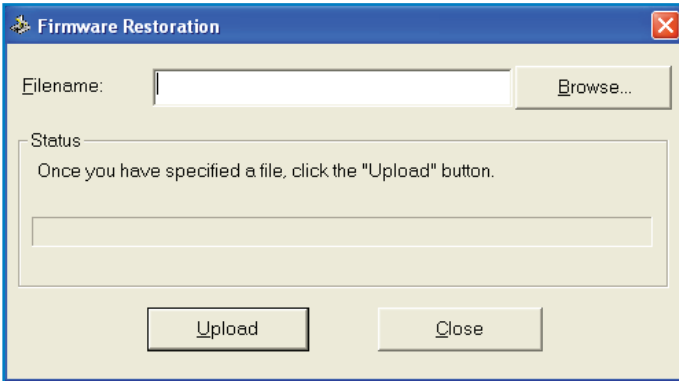 Firmware Restoration
Filename:
Browse...
Status
Once you have specified a file, click the "Upload" button.
Upload
Close